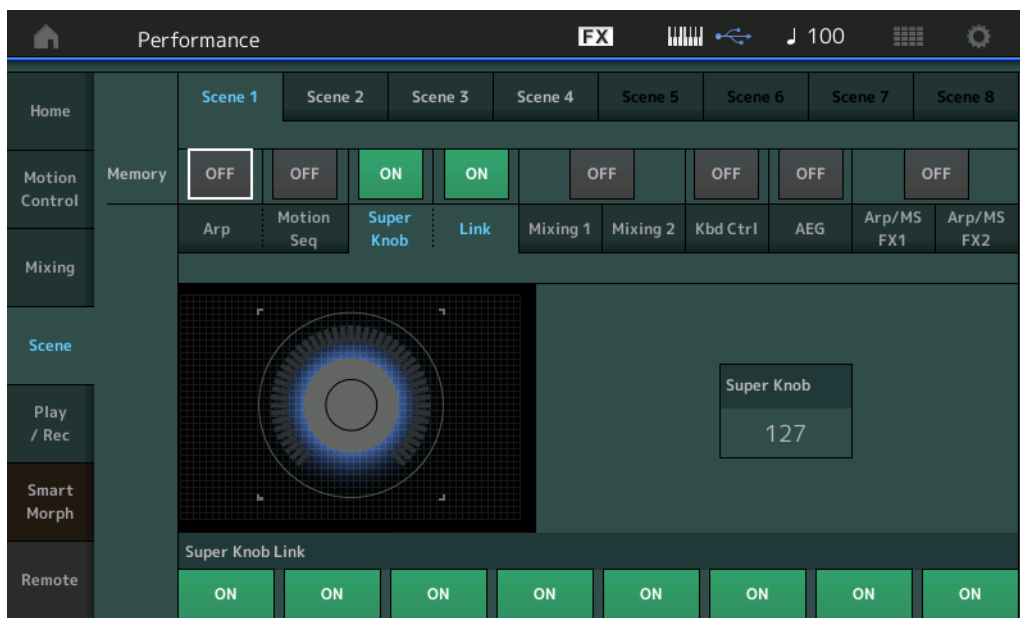 Performance FX 100
Scene 1 Scene 2 Scene 3 Scene 4 Scene 5 Scene 6 Scene 7 Scene 8
Home
Memory OFF OFF ON ON OFF OFF OFF OFF
Motion
Control
Arp Motion Seq Super Knob Link Mixing 1 Mixing 2 Kbd Ctrl AEG Arp/MS FX1 Arp/MS FX2
Mixing
Scene
Super Knob
127
Play
/ Rec
Smart
Morph
Super Knob Link
Remote
ON ON ON ON ON ON ON ON